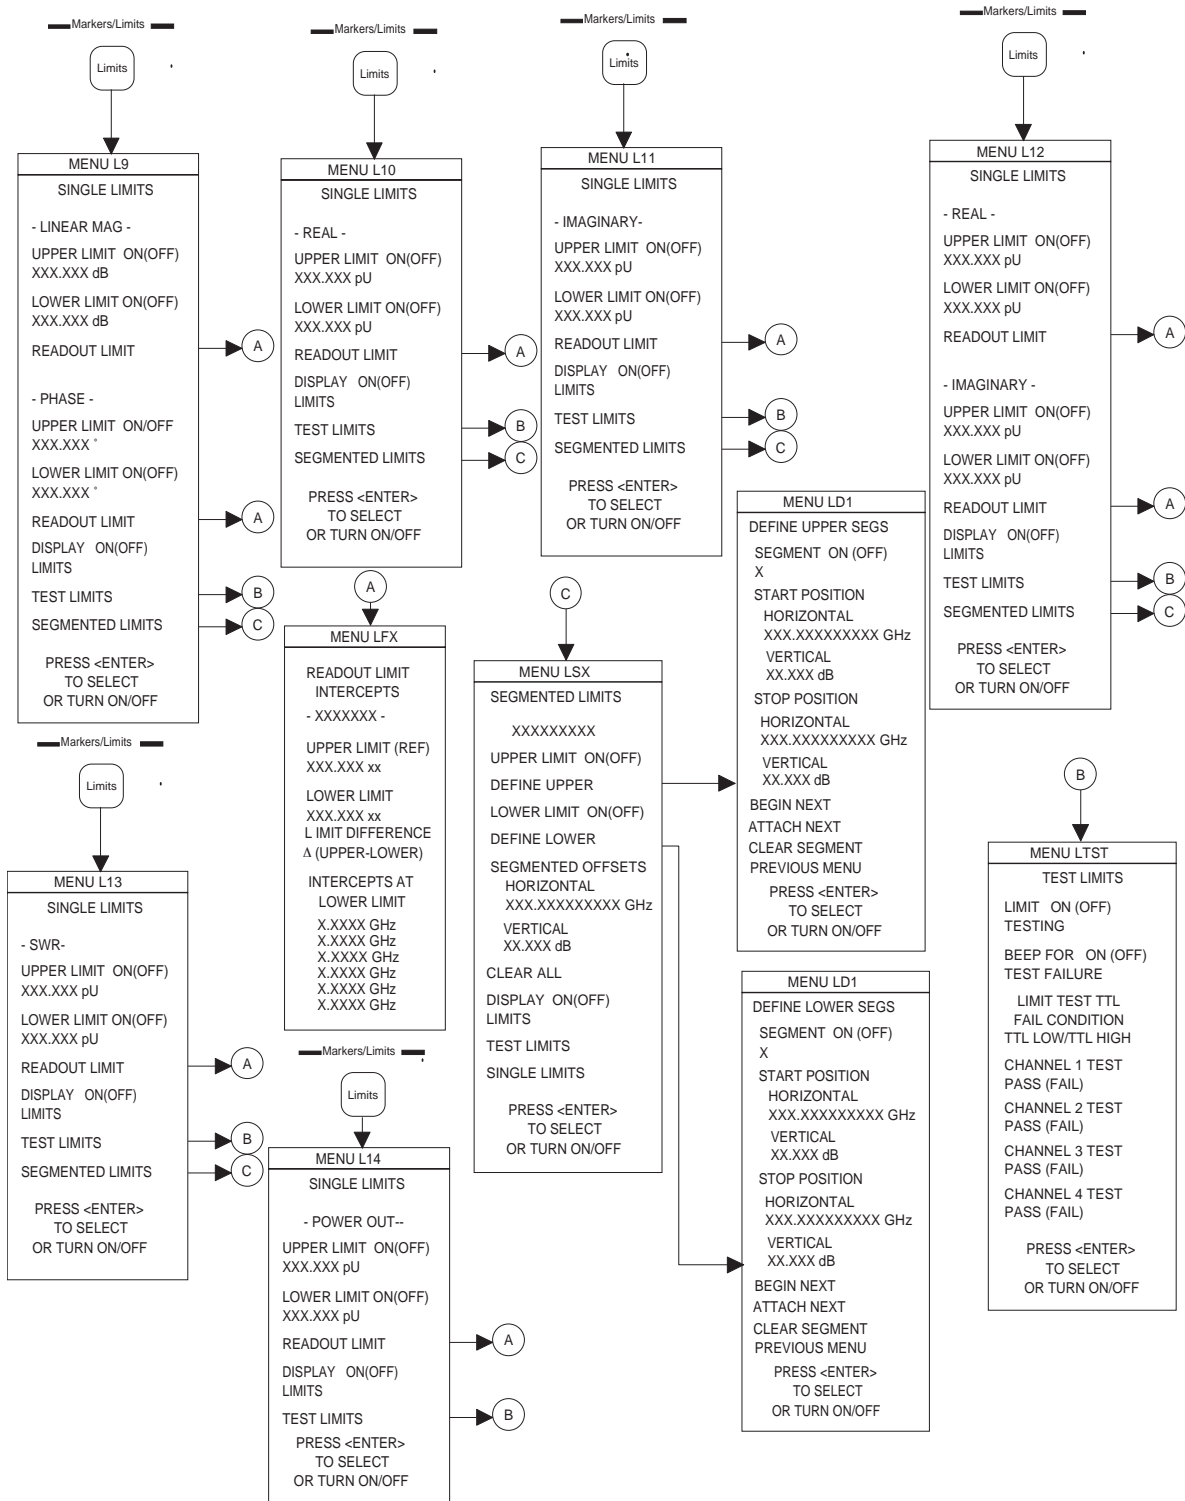 Markers/Limits
Limits
MENU L9
SINGLE LIMITS
- LINEAR MAG -
UPPER LIMIT ON(OFF)
XXX.XXX dB
LOWER LIMIT ON(OFF)
XXX.XXX dB
READOUT LIMIT
A
- PHASE -
UPPER LIMIT ON/OFF
XXX.XXX °
LOWER LIMIT ON(OFF)
XXX.XXX °
READOUT LIMIT
A
DISPLAY ON(OFF)
LIMITS
TEST LIMITS
B
SEGMENTED LIMITS
C
PRESS <ENTER>
TO SELECT
OR TURN ON/OFF
Markers/Limits
Limits
MENU L10
SINGLE LIMITS
- REAL -
UPPER LIMIT ON(OFF)
XXX.XXX pU
LOWER LIMIT ON(OFF)
XXX.XXX pU
READOUT LIMIT
A
DISPLAY ON(OFF)
LIMITS
TEST LIMITS
B
SEGMENTED LIMITS
C
PRESS <ENTER>
TO SELECT
OR TURN ON/OFF
Markers/Limits
Limits
MENU L11
SINGLE LIMITS
- IMAGINARY-
UPPER LIMIT ON(OFF)
XXX.XXX pU
LOWER LIMIT ON(OFF)
XXX.XXX pU
READOUT LIMIT
A
DISPLAY ON(OFF)
LIMITS
TEST LIMITS
B
SEGMENTED LIMITS
C
PRESS <ENTER>
TO SELECT
OR TURN ON/OFF
Markers/Limits
Limits
MENU L12
SINGLE LIMITS
- REAL -
UPPER LIMIT ON(OFF)
XXX.XXX pU
LOWER LIMIT ON(OFF)
XXX.XXX pU
READOUT LIMIT
A
- IMAGINARY -
UPPER LIMIT ON(OFF)
XXX.XXX pU
LOWER LIMIT ON(OFF)
XXX.XXX pU
READOUT LIMIT
A
DISPLAY ON(OFF)
LIMITS
TEST LIMITS
B
SEGMENTED LIMITS
C
PRESS <ENTER>
TO SELECT
OR TURN ON/OFF
A
MENU LFX
READOUT LIMIT
INTERCEPTS
- XXXXXXX -
UPPER LIMIT (REF)
XXX.XXX xx
LOWER LIMIT
XXX.XXX xx
L IMIT DIFFERENCE
Δ (UPPER-LOWER)
INTERCEPTS AT
LOWER LIMIT
X.XXXX GHz
X.XXXX GHz
X.XXXX GHz
X.XXXX GHz
X.XXXX GHz
X.XXXX GHz
C
MENU LSX
SEGMENTED LIMITS
XXXXXXXXX
UPPER LIMIT ON(OFF)
DEFINE UPPER
LOWER LIMIT ON(OFF)
DEFINE LOWER
SEGMENTED OFFSETS
HORIZONTAL
XXX.XXXXXXXXX GHz
VERTICAL
XX.XXX dB
CLEAR ALL
DISPLAY ON(OFF)
LIMITS
TEST LIMITS
SINGLE LIMITS
PRESS <ENTER>
TO SELECT
OR TURN ON/OFF
MENU LD1
DEFINE UPPER SEGS
SEGMENT ON (OFF)
X
START POSITION
HORIZONTAL
XXX.XXXXXXXXX GHz
VERTICAL
XX.XXX dB
STOP POSITION
HORIZONTAL
XXX.XXXXXXXXX GHz
VERTICAL
XX.XXX dB
BEGIN NEXT
ATTACH NEXT
CLEAR SEGMENT
PREVIOUS MENU
PRESS <ENTER>
TO SELECT
OR TURN ON/OFF
MENU LD1
DEFINE LOWER SEGS
SEGMENT ON (OFF)
X
START POSITION
HORIZONTAL
XXX.XXXXXXXXX GHz
VERTICAL
XX.XXX dB
STOP POSITION
HORIZONTAL
XXX.XXXXXXXXX GHz
VERTICAL
XX.XXX dB
BEGIN NEXT
ATTACH NEXT
CLEAR SEGMENT
PREVIOUS MENU
PRESS <ENTER>
TO SELECT
OR TURN ON/OFF
B
MENU LTST
TEST LIMITS
LIMIT ON (OFF)
TESTING
BEEP FOR ON (OFF)
TEST FAILURE
LIMIT TEST TTL
FAIL CONDITION
TTL LOW/TTL HIGH
CHANNEL 1 TEST
PASS (FAIL)
CHANNEL 2 TEST
PASS (FAIL)
CHANNEL 3 TEST
PASS (FAIL)
CHANNEL 4 TEST
PASS (FAIL)
PRESS <ENTER>
TO SELECT
OR TURN ON/OFF
Markers/Limits
Limits
MENU L13
SINGLE LIMITS
- SWR-
UPPER LIMIT ON(OFF)
XXX.XXX pU
LOWER LIMIT ON(OFF)
XXX.XXX pU
READOUT LIMIT
A
DISPLAY ON(OFF)
LIMITS
TEST LIMITS
B
SEGMENTED LIMITS
C
PRESS <ENTER>
TO SELECT
OR TURN ON/OFF
Markers/Limits
Limits
MENU L14
SINGLE LIMITS
- POWER OUT--
UPPER LIMIT ON(OFF)
XXX.XXX pU
LOWER LIMIT ON(OFF)
XXX.XXX pU
READOUT LIMIT
A
DISPLAY ON(OFF)
LIMITS
TEST LIMITS
B
PRESS <ENTER>
TO SELECT
OR TURN ON/OFF